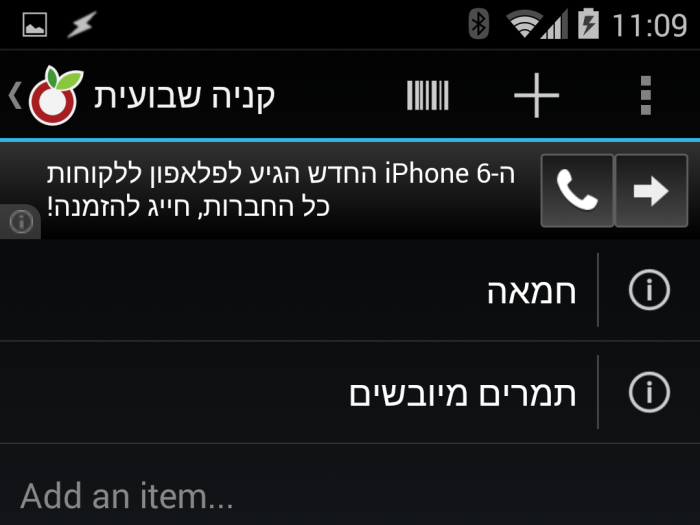 11:09
קניה שבועית
ה-iPhone 6 החדש הגיע לפלאפון ללקוחות
כל החברות, חייג להזמנה!
חמאה
תמרים מיובשים
Add an item...